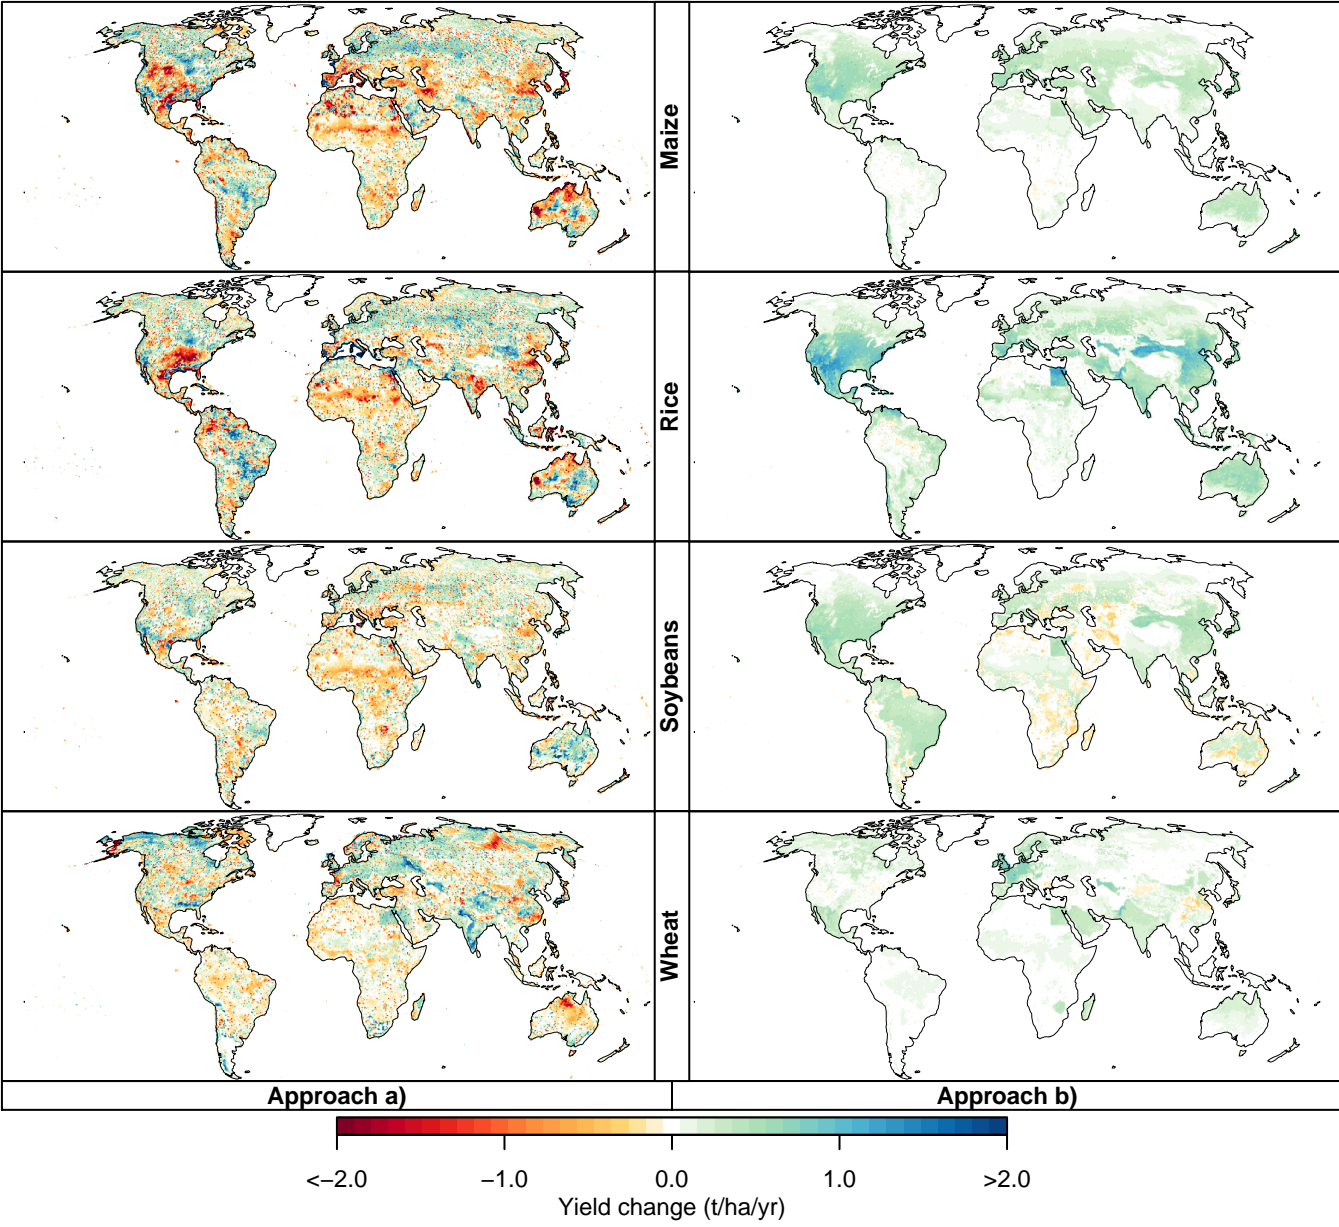 Maize
Rice
Soybeans
Wheat
Approach a)
Approach b)
<−2.0
−1.0
0.0
1.0
>2.0
Yield change (t/ha/yr)